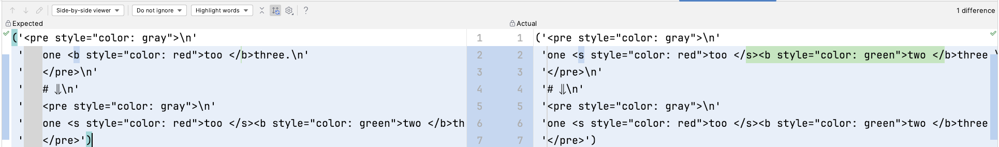 Side-by-side viewer Do not ignore Highlight words ? 1 difference
Expected Actual
('<pre style="color: gray">\n' 1 1 ('<pre style="color: gray">\n'
' one <b style="color: red">too </b>three.\n' 2 2 'one <s style="color: red">too </s><b style="color: green">two </b>three
' </pre>\n' 3 3 '</pre>\n'
' # ⥥\n' 4 4 '# ⥥\n'
' <pre style="color: gray">\n' 5 5 '<pre style="color: gray">\n'
' one <s style="color: red">too </s><b style="color: green">two </b>th 6 6 'one <s style="color: red">too </s><b style="color: green">two </b>three
' </pre>') 7 7 '</pre>')